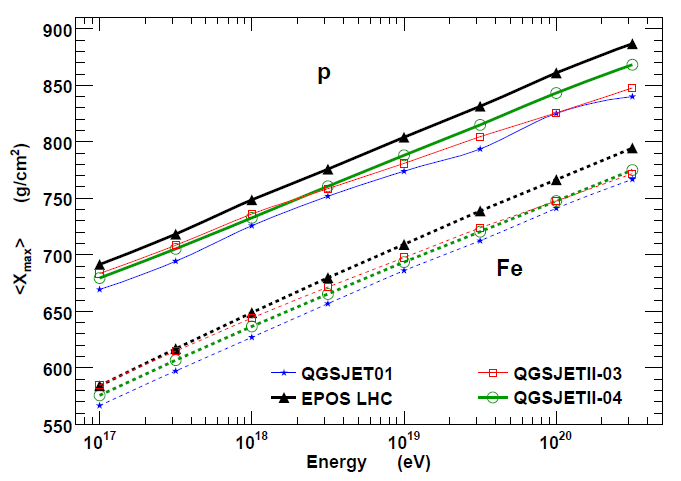 900
850
800
750
700
650
600
550
<X_max> (g/cm²)
p
Fe
QGSJET01
QGSJETII-03
EPOS LHC
QGSJETII-04
10¹⁷
10¹⁸
10¹⁹
10²⁰
Energy (eV)